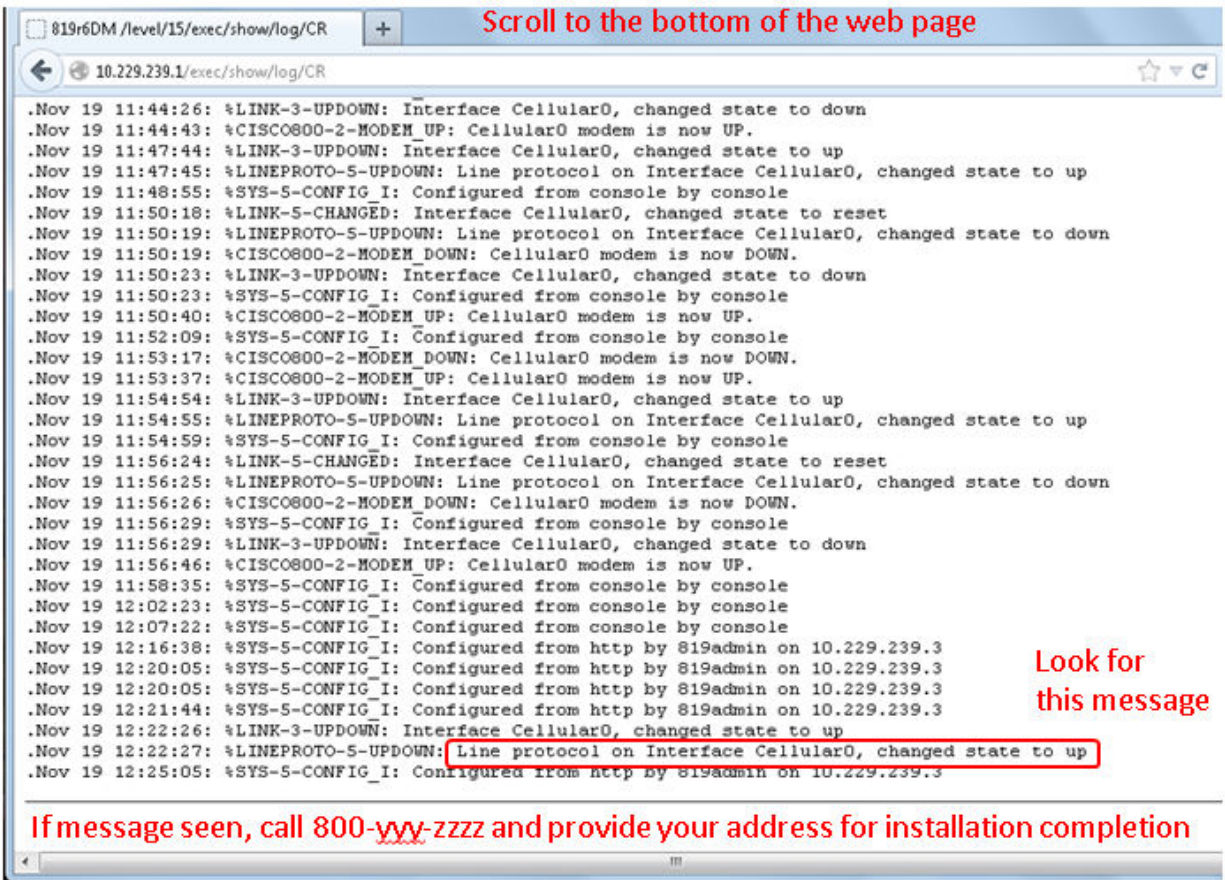 819r6DM /level/15/exec/show/log/CR
+
Scroll to the bottom of the web page
10.229.239.1/exec/show/log/CR
.Nov 19 11:44:26: %LINK-3-UPDOWN: Interface Cellular0, changed state to down
.Nov 19 11:44:43: %CISCO800-2-MODEM_UP: Cellular0 modem is now UP.
.Nov 19 11:47:44: %LINK-3-UPDOWN: Interface Cellular0, changed state to up
.Nov 19 11:47:45: %LINEPROTO-5-UPDOWN: Line protocol on Interface Cellular0, changed state to up
.Nov 19 11:48:55: %SYS-5-CONFIG_I: Configured from console by console
.Nov 19 11:50:18: %LINK-5-CHANGED: Interface Cellular0, changed state to reset
.Nov 19 11:50:19: %LINEPROTO-5-UPDOWN: Line protocol on Interface Cellular0, changed state to down
.Nov 19 11:50:19: %CISCO800-2-MODEM_DOWN: Cellular0 modem is now DOWN.
.Nov 19 11:50:23: %LINK-3-UPDOWN: Interface Cellular0, changed state to down
.Nov 19 11:50:23: %SYS-5-CONFIG_I: Configured from console by console
.Nov 19 11:50:40: %CISCO800-2-MODEM_UP: Cellular0 modem is now UP.
.Nov 19 11:52:09: %SYS-5-CONFIG_I: Configured from console by console
.Nov 19 11:53:17: %CISCO800-2-MODEM_DOWN: Cellular0 modem is now DOWN.
.Nov 19 11:53:37: %CISCO800-2-MODEM_UP: Cellular0 modem is now UP.
.Nov 19 11:54:54: %LINK-3-UPDOWN: Interface Cellular0, changed state to up
.Nov 19 11:54:55: %LINEPROTO-5-UPDOWN: Line protocol on Interface Cellular0, changed state to up
.Nov 19 11:54:59: %SYS-5-CONFIG_I: Configured from console by console
.Nov 19 11:56:24: %LINK-5-CHANGED: Interface Cellular0, changed state to reset
.Nov 19 11:56:25: %LINEPROTO-5-UPDOWN: Line protocol on Interface Cellular0, changed state to down
.Nov 19 11:56:26: %CISCO800-2-MODEM_DOWN: Cellular0 modem is now DOWN.
.Nov 19 11:56:29: %SYS-5-CONFIG_I: Configured from console by console
.Nov 19 11:56:29: %LINK-3-UPDOWN: Interface Cellular0, changed state to down
.Nov 19 11:56:46: %CISCO800-2-MODEM_UP: Cellular0 modem is now UP.
.Nov 19 11:58:35: %SYS-5-CONFIG_I: Configured from console by console
.Nov 19 12:02:23: %SYS-5-CONFIG_I: Configured from console by console
.Nov 19 12:07:22: %SYS-5-CONFIG_I: Configured from console by console
.Nov 19 12:16:38: %SYS-5-CONFIG_I: Configured from http by 819admin on 10.229.239.3
.Nov 19 12:20:05: %SYS-5-CONFIG_I: Configured from http by 819admin on 10.229.239.3
.Nov 19 12:20:05: %SYS-5-CONFIG_I: Configured from http by 819admin on 10.229.239.3
.Nov 19 12:21:44: %SYS-5-CONFIG_I: Configured from http by 819admin on 10.229.239.3
.Nov 19 12:22:26: %LINK-3-UPDOWN: Interface Cellular0, changed state to up
.Nov 19 12:22:27: %LINEPROTO-5-UPDOWN: Line protocol on Interface Cellular0, changed state to up
.Nov 19 12:25:05: %SYS-5-CONFIG_I: Configured from http by 819admin on 10.229.239.3
Look for
this message
If message seen, call 800-yyy-zzzz and provide your address for installation completion